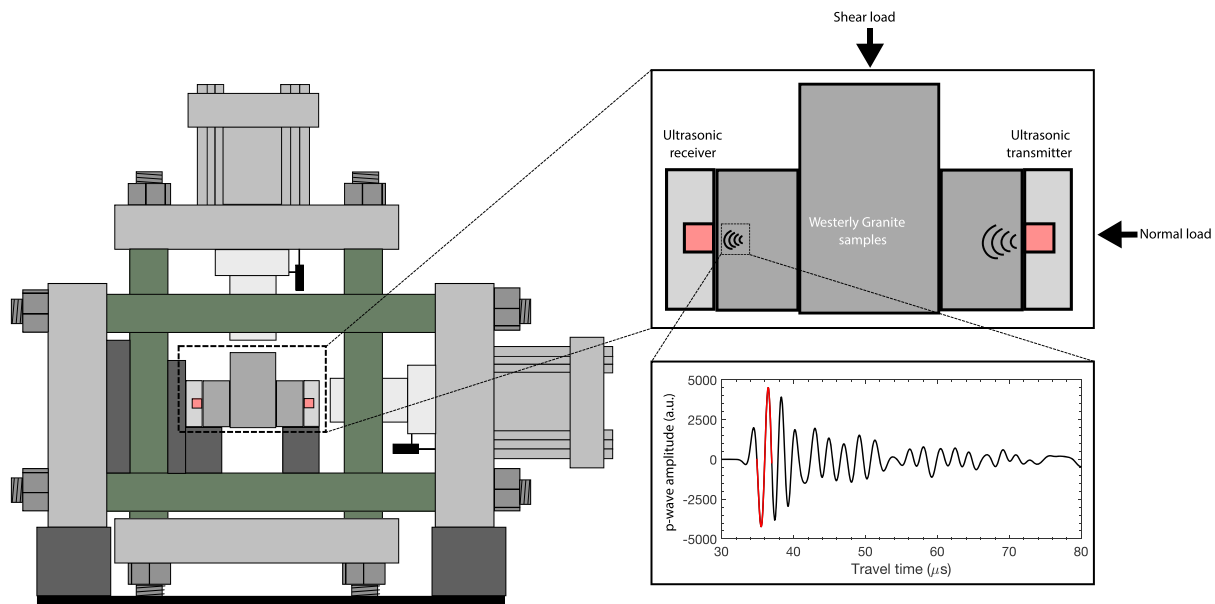 Shear load
Ultrasonic
receiver
Ultrasonic
transmitter
Westerly Granite
samples
Normal load
p-wave amplitude (a.u.)
5000
2500
0
-2500
-5000
30
40
50
60
70
80
Travel time (μs)